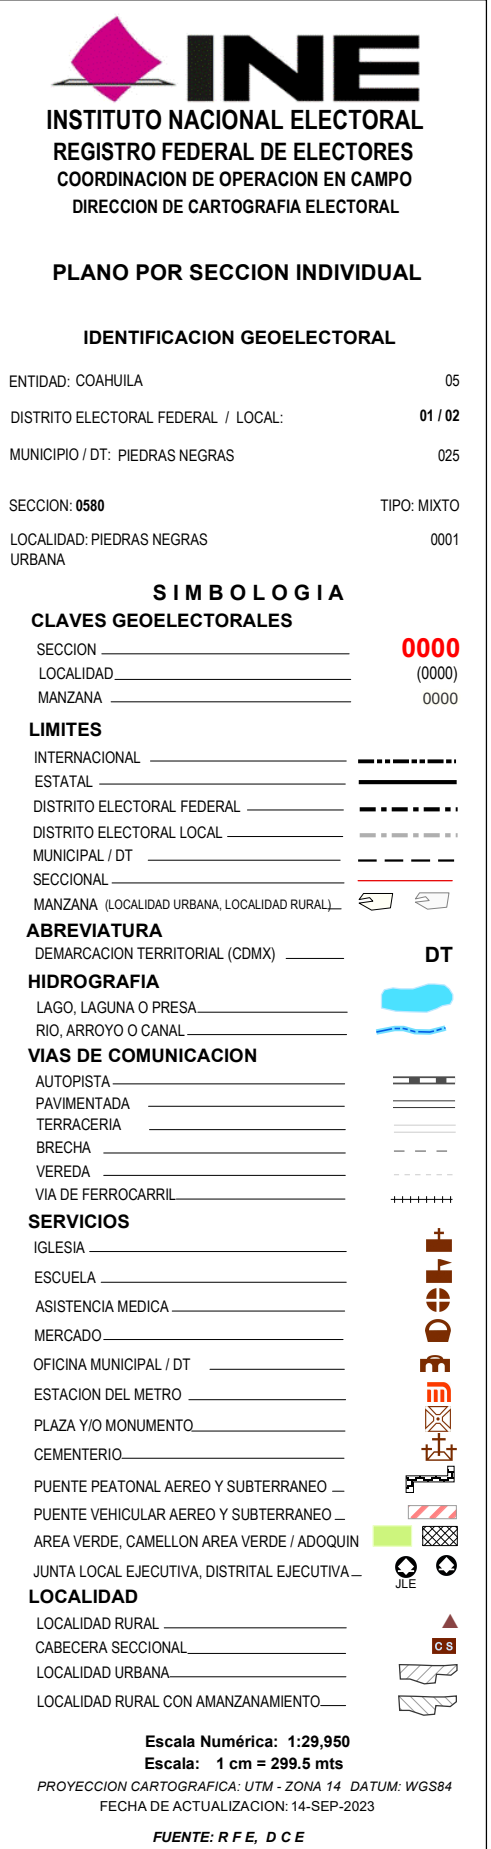 INE
INSTITUTO NACIONAL ELECTORAL
REGISTRO FEDERAL DE ELECTORES
COORDINACION DE OPERACION EN CAMPO
DIRECCION DE CARTOGRAFIA ELECTORAL
PLANO POR SECCION INDIVIDUAL
IDENTIFICACION GEOELECTORAL
ENTIDAD: COAHUILA 05
DISTRITO ELECTORAL FEDERAL / LOCAL: 01 / 02
MUNICIPIO / DT: PIEDRAS NEGRAS 025
SECCION: 0580 TIPO: MIXTO
LOCALIDAD: PIEDRAS NEGRAS 0001
URBANA
SIMBOLOGIA
CLAVES GEOELECTORALES
SECCION 0000
LOCALIDAD (0000)
MANZANA 0000
LIMITES
INTERNACIONAL
ESTATAL
DISTRITO ELECTORAL FEDERAL
DISTRITO ELECTORAL LOCAL
MUNICIPAL / DT
SECCIONAL
MANZANA (LOCALIDAD URBANA, LOCALIDAD RURAL)
ABREVIATURA
DEMARCACION TERRITORIAL (CDMX) DT
HIDROGRAFIA
LAGO, LAGUNA O PRESA
RIO, ARROYO O CANAL
VIAS DE COMUNICACION
AUTOPISTA
PAVIMENTADA
TERRACERIA
BRECHA
VEREDA
VIA DE FERROCARRIL
SERVICIOS
IGLESIA
ESCUELA
ASISTENCIA MEDICA
MERCADO
OFICINA MUNICIPAL / DT
ESTACION DEL METRO
PLAZA Y/O MONUMENTO
CEMENTERIO
PUENTE PEATONAL AEREO Y SUBTERRANEO
PUENTE VEHICULAR AEREO Y SUBTERRANEO
AREA VERDE, CAMELLON AREA VERDE / ADOQUIN
JUNTA LOCAL EJECUTIVA, DISTRITAL EJECUTIVA
JLE
LOCALIDAD
LOCALIDAD RURAL
CABECERA SECCIONAL CS
LOCALIDAD URBANA
LOCALIDAD RURAL CON AMANZANAMIENTO
Escala Numérica: 1:29,950
Escala: 1 cm = 299.5 mts
PROYECCION CARTOGRAFICA: UTM - ZONA 14 DATUM: WGS84
FECHA DE ACTUALIZACION: 14-SEP-2023
FUENTE: R F E, D C E